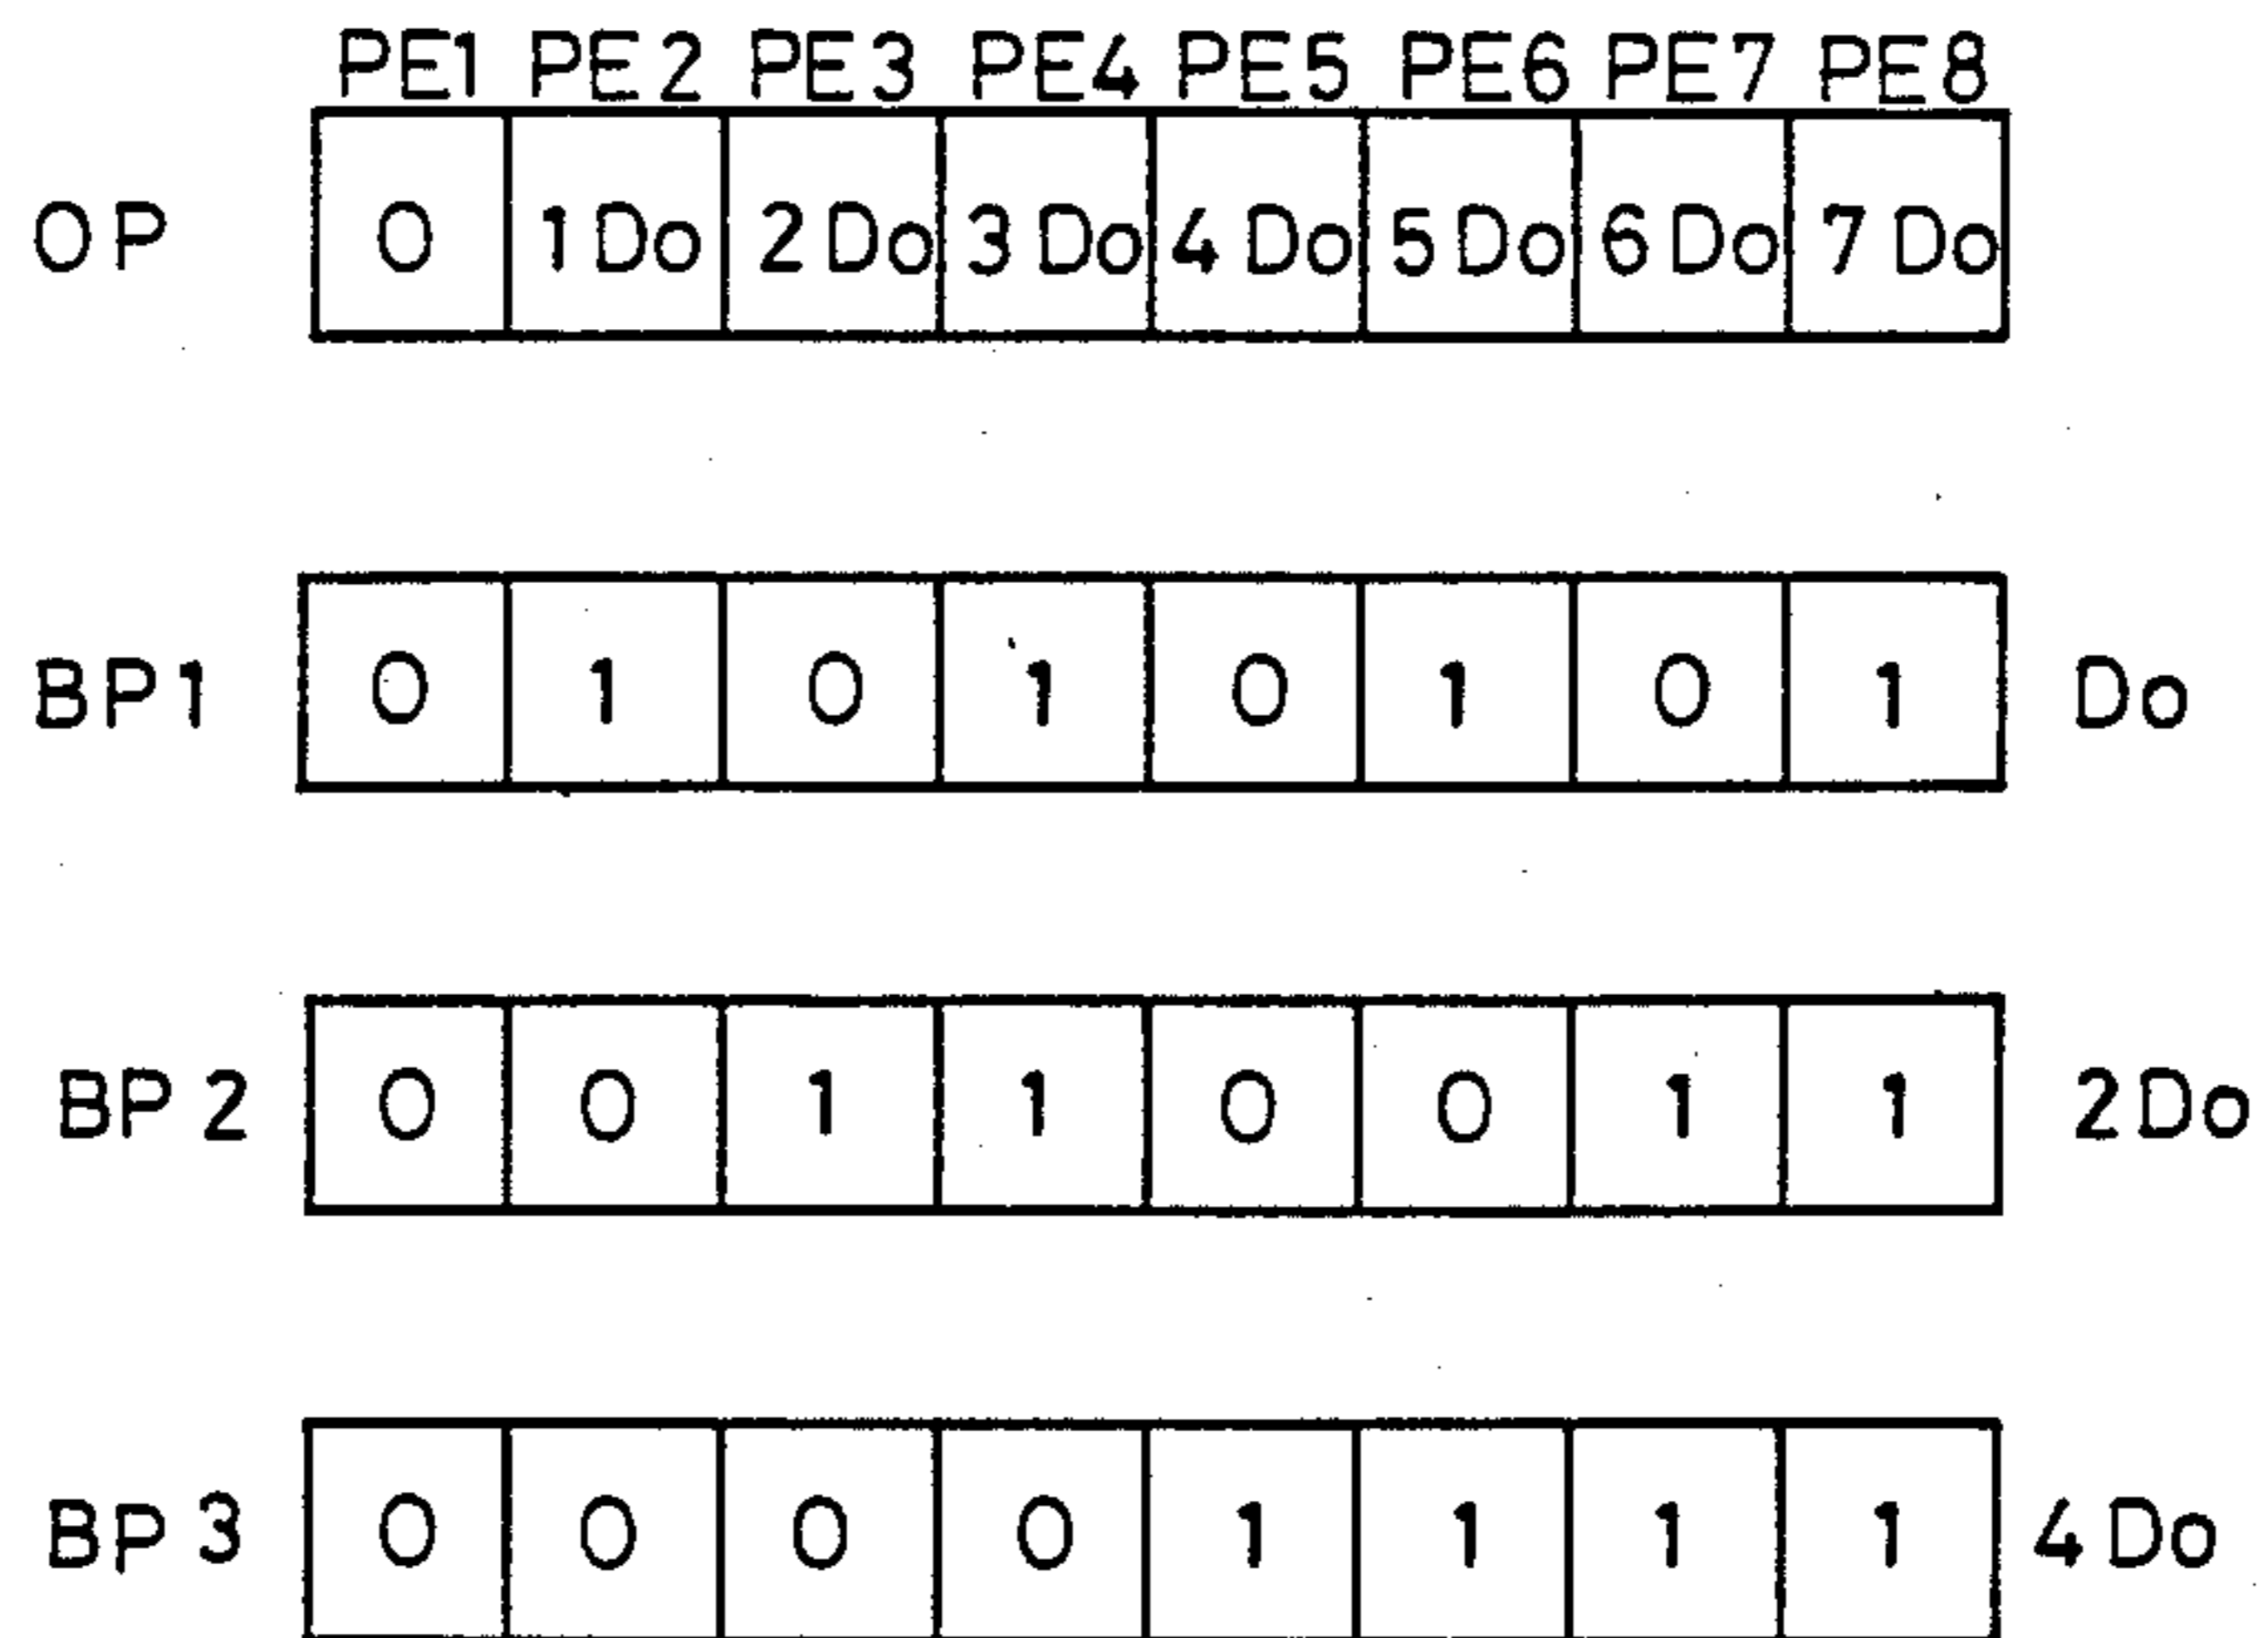 PE1 PE2 PE3 PE4 PE5 PE6 PE7 PE8
OP 0 1Do 2Do 3Do 4Do 5Do 6Do 7Do
BP1 0 1 0 1 0 1 0 1 Do
BP2 0 0 1 1 0 0 1 1 2Do
BP3 0 0 0 0 1 1 1 1 4Do